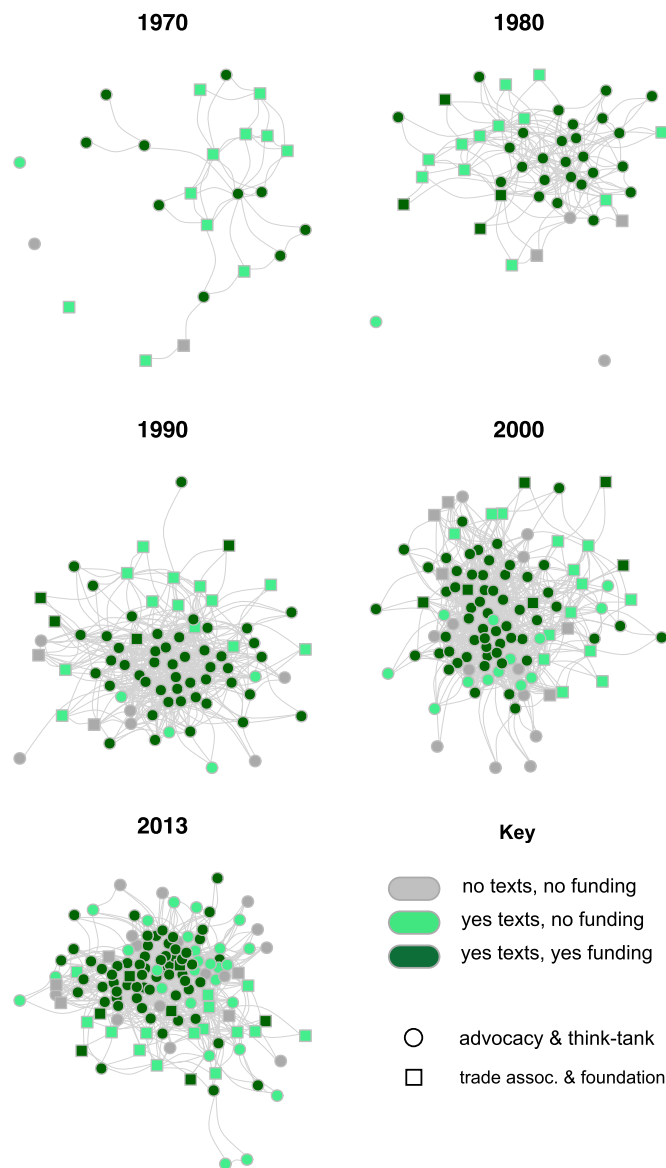 1970
1980
1990
2000
2013
Key
no texts, no funding
yes texts, no funding
yes texts, yes funding
advocacy & think-tank
trade assoc. & foundation